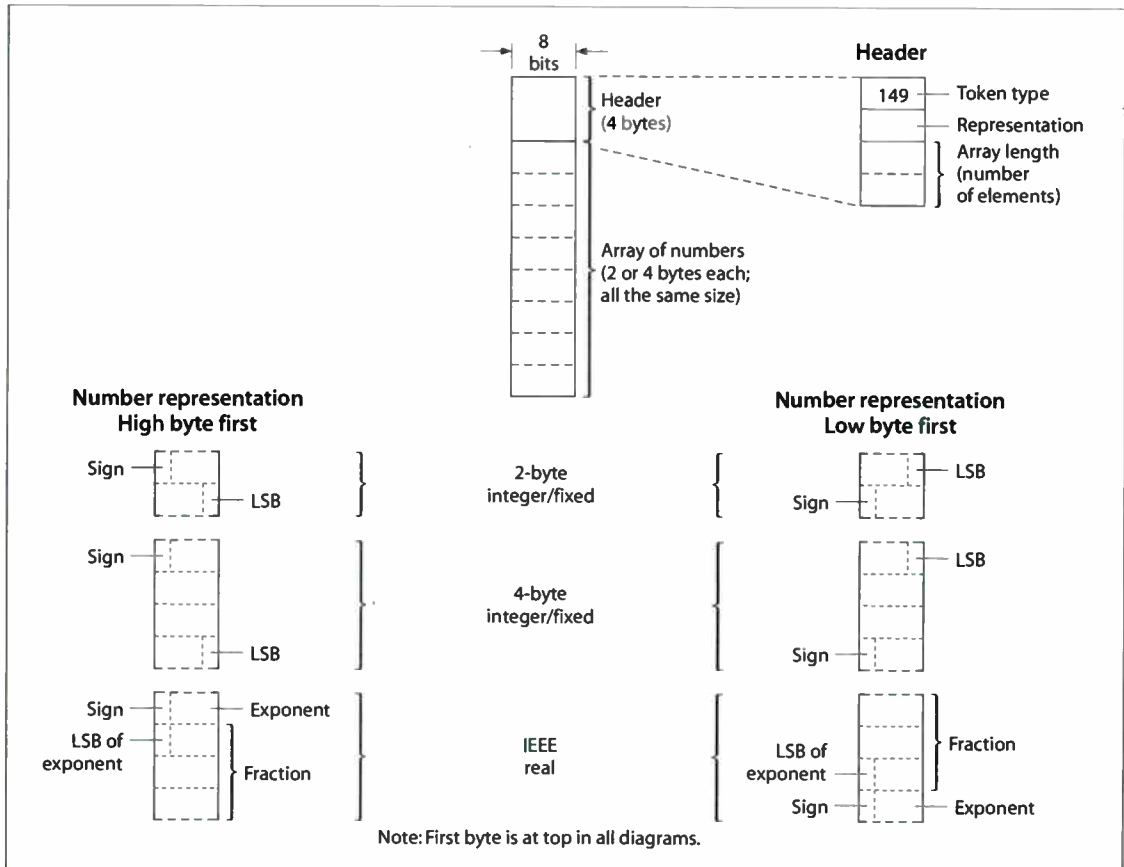 8
bits
Header
(4 bytes)
Array of numbers
(2 or 4 bytes each;
all the same size)
Header
149
Token type
Representation
Array length
(number
of elements)
Number representation
High byte first
Number representation
Low byte first
Sign
LSB
2-byte
integer/fixed
LSB
Sign
Sign
LSB
4-byte
integer/fixed
LSB
Sign
Sign
Exponent
LSB of
exponent
Fraction
IEEE
real
Fraction
LSB of
exponent
Sign
Exponent
Note: First byte is at top in all diagrams.